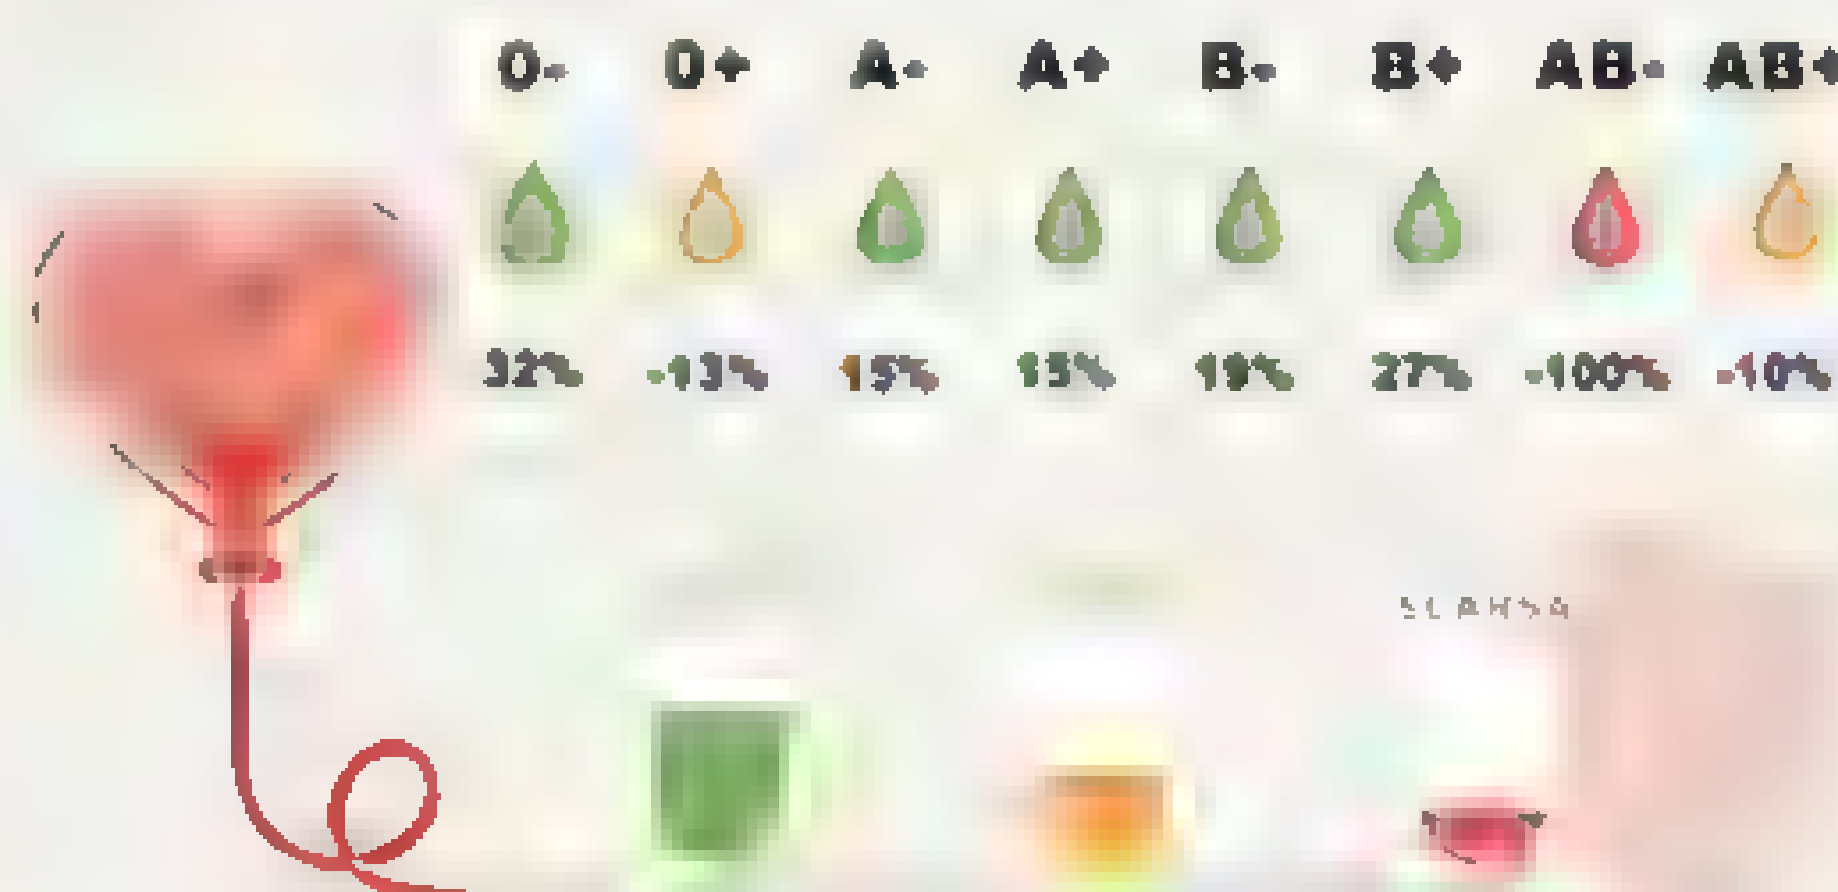 O- O+ A- A+ B- B+ AB- AB+
32% -13% 15% 15% 19% 27% -100% -10%